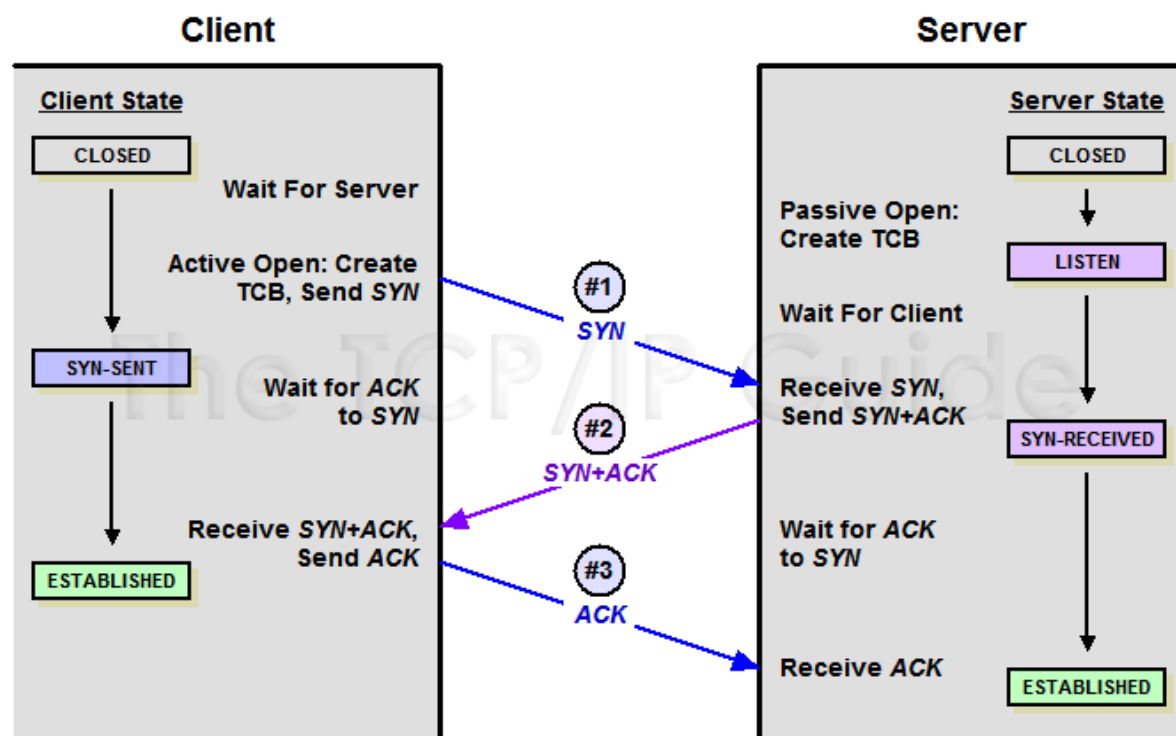 Client
Server
Client State
CLOSED
Wait For Server
Active Open: Create
TCB, Send SYN
SYN-SENT
Wait for ACK
to SYN
Receive SYN+ACK,
Send ACK
ESTABLISHED
#1
SYN
#2
SYN+ACK
#3
ACK
Server State
CLOSED
Passive Open:
Create TCB
LISTEN
Wait For Client
Receive SYN,
Send SYN+ACK
SYN-RECEIVED
Wait for ACK
to SYN
Receive ACK
ESTABLISHED
The TCP/IP Guide